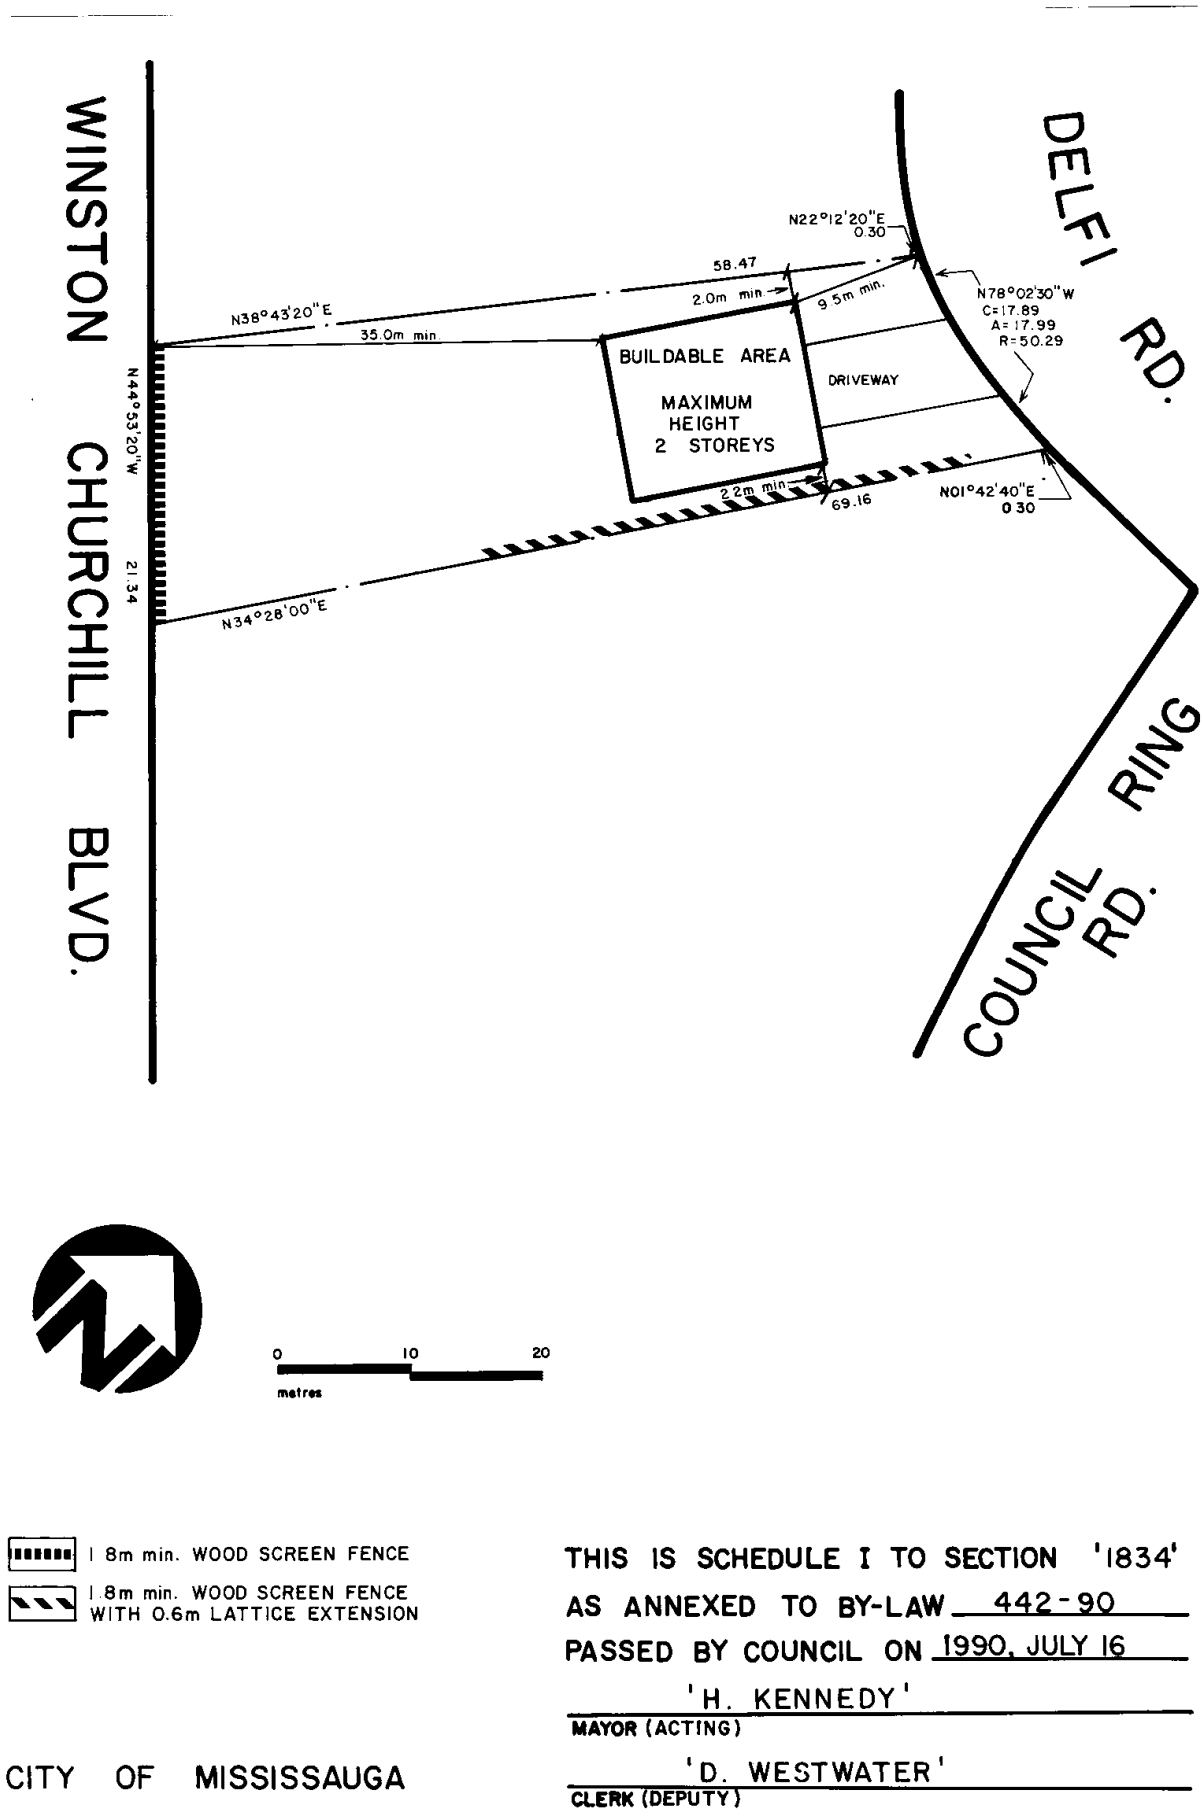 WINSTON CHURCHILL BLVD.
DELFI RD.
N22°12'20"E
0.30
58.47
2.0m min.
9.5m min.
N38°43'20"E
35.0m min.
N78°02'30"W
C=17.89
A=17.99
R=50.29
BUILDABLE AREA
MAXIMUM
HEIGHT
2 STOREYS
DRIVEWAY
N44°53'20"W
21.34
2 2m min.
69.16
N01°42'40"E
0 30
N34°28'00"E
COUNCIL RING
RD.
N
0 10 20
metres
1 8m min. WOOD SCREEN FENCE
1.8m min. WOOD SCREEN FENCE
WITH 0.6m LATTICE EXTENSION
THIS IS SCHEDULE I TO SECTION '1834'
AS ANNEXED TO BY-LAW 442-90
PASSED BY COUNCIL ON 1990, JULY 16
'H. KENNEDY'
MAYOR (ACTING)
'D. WESTWATER'
CLERK (DEPUTY)
CITY OF MISSISSAUGA